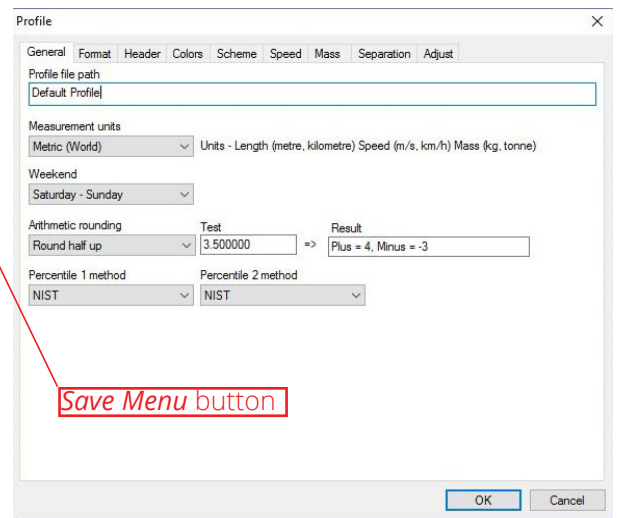 Profile
General Format Header Colors Scheme Speed Mass Separation Adjust
Profile file path
Default Profile
Measurement units
Metric (World) Units - Length (metre, kilometre) Speed (m/s, km/h) Mass (kg, tonne)
Weekend
Saturday - Sunday
Arithmetic rounding Test Result
Round half up 3.500000 => Plus = 4, Minus = -3
Percentile 1 method Percentile 2 method
NIST NIST
Save Menu button
OK Cancel